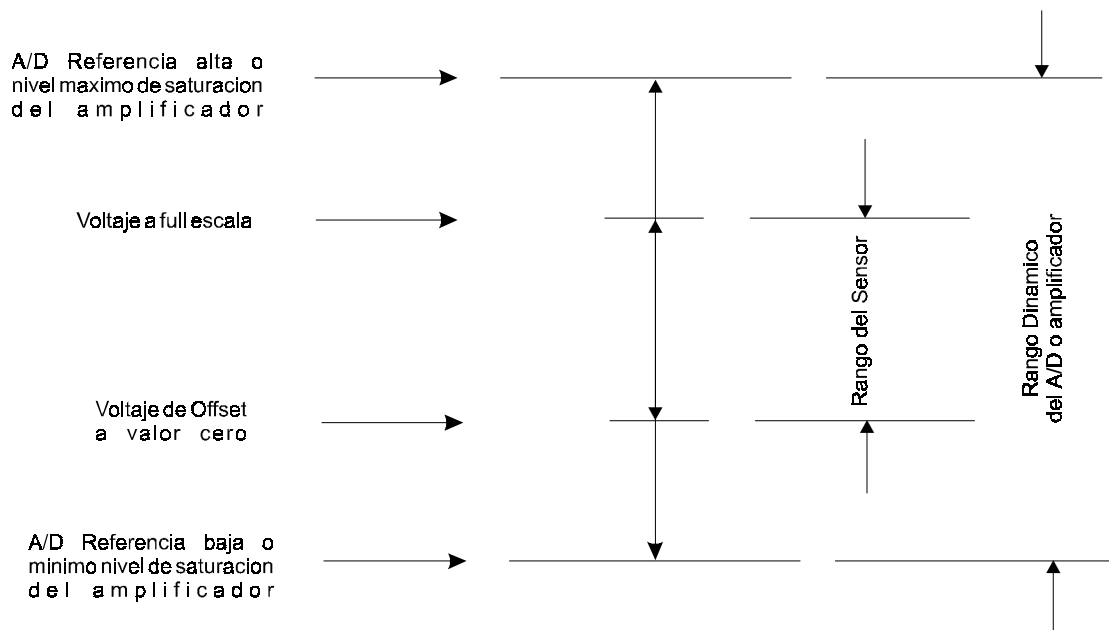 A/D Referencia alta o
nivel maximo de saturacion
del amplificador
Voltaje a full escala
Voltaje de Offset
a valor cero
A/D Referencia baja o
minimo nivel de saturacion
del amplificador
Rango del Sensor
Rango Dinamico
del A/D o amplificador